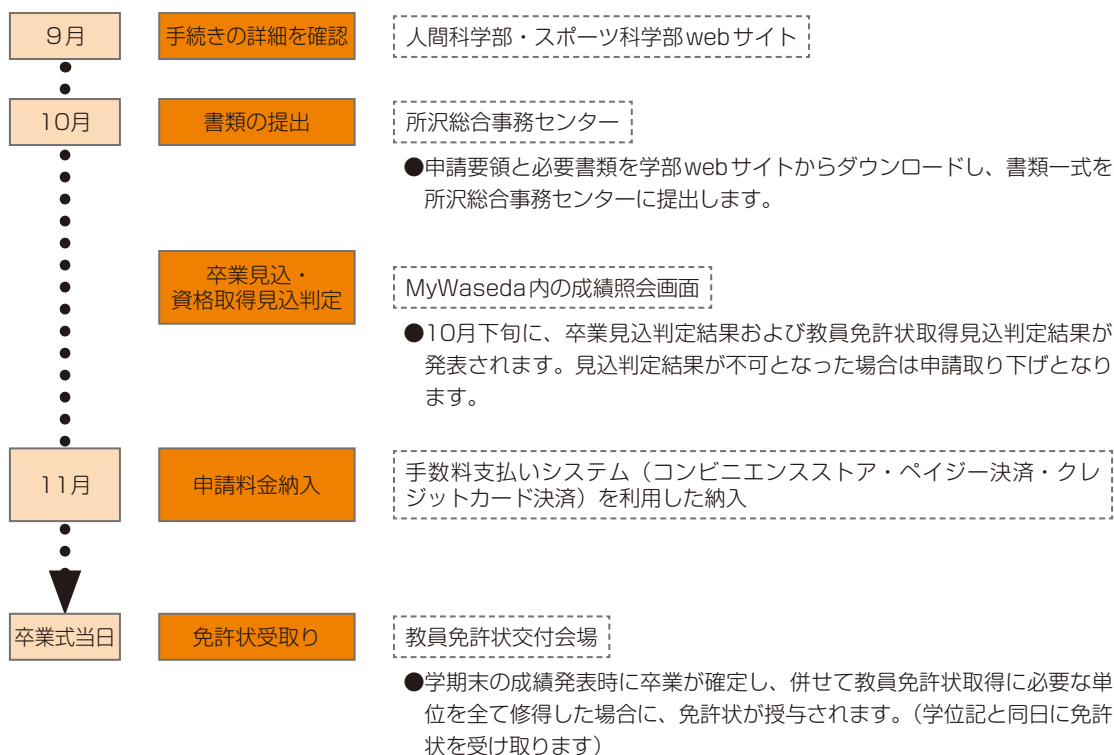 9月
手続きの詳細を確認
人間科学部・スポーツ科学部webサイト
10月
書類の提出
所沢総合事務センター
●申請要領と必要書類を学部webサイトからダウンロードし、書類一式を
所沢総合事務センターに提出します。
卒業見込・
資格取得見込判定
MyWaseda内の成績照会画面
●10月下旬に、卒業見込判定結果および教員免許状取得見込判定結果が
発表されます。見込判定結果が不可となった場合は申請取り下げとなり
ます。
11月
申請料金納入
手数料支払いシステム（コンビニエンスストア・ペイジー決済・クレ
ジットカード決済）を利用した納入
卒業式当日
免許状受取り
教員免許状交付会場
●学期末の成績発表時に卒業が確定し、併せて教員免許状取得に必要な単
位を全て修得した場合に、免許状が授与されます。（学位記と同日に免許
状を受け取ります）